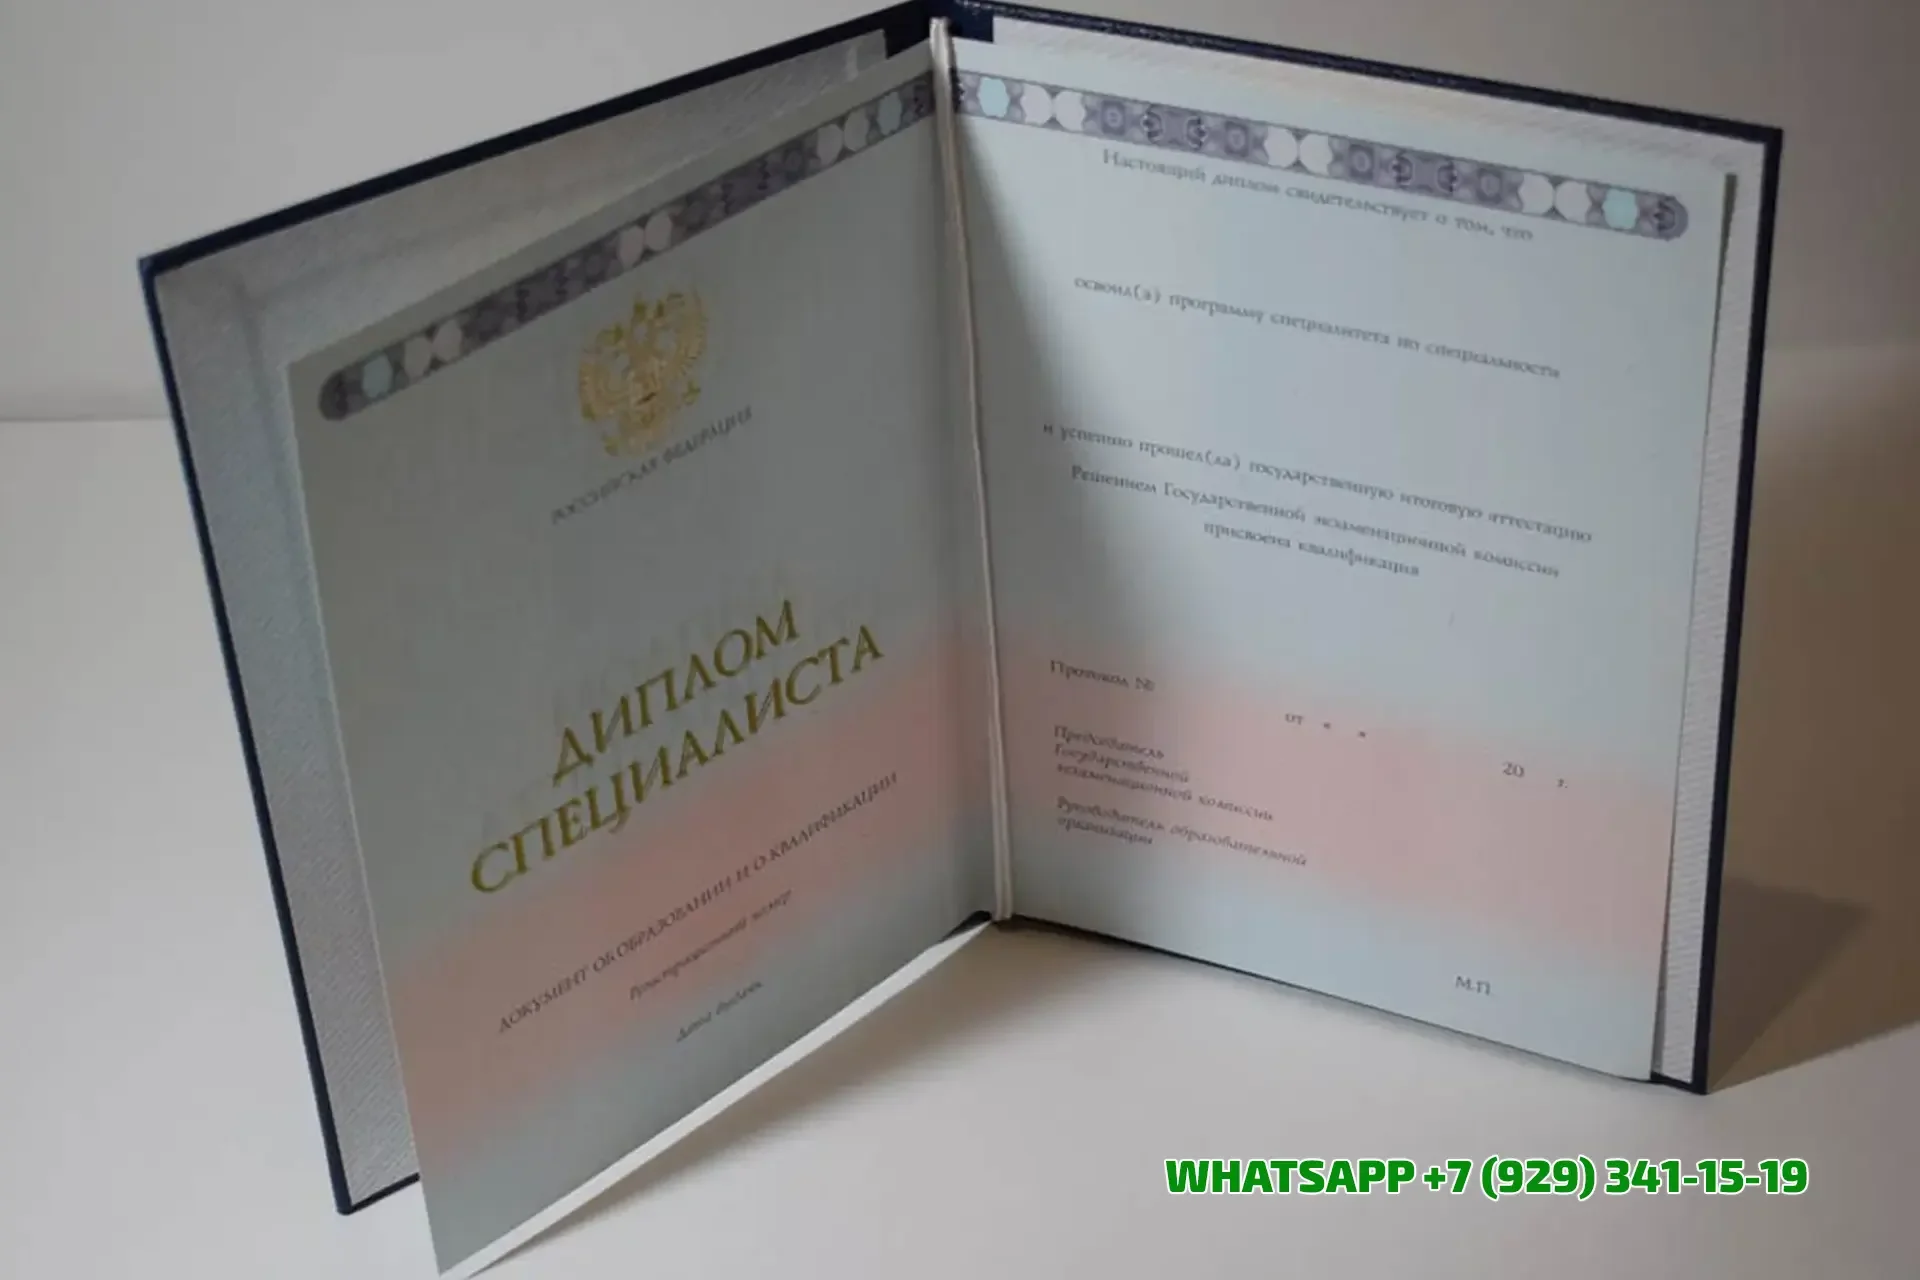 РОССИЙСКАЯ ФЕДЕРАЦИЯ
ДИПЛОМ
СПЕЦИАЛИСТА
ДОКУМЕНТ ОБ ОБРАЗОВАНИИ И О КВАЛИФИКАЦИИ
Регистрационный номер
Дата выдачи
Настоящий диплом свидетельствует о том, что
освоил(а) программу специалитета по специальности
и успешно прошел(ла) государственную итоговую аттестацию
Решением Государственной экзаменационной комиссии
присвоена квалификация
Протокол №
от « »
20 г.
Председатель
Государственной
экзаменационной комиссии
Руководитель образовательной
организации
М.П.
WHATSAPP +7 (929) 341-15-19